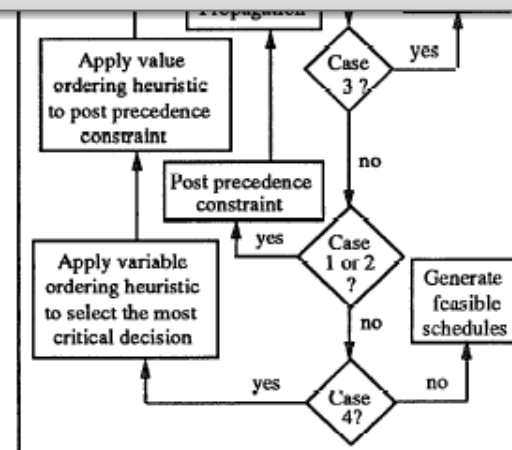 Propagation
Case
3 ?
yes
Apply value
ordering heuristic
to post precedence
constraint
no
Post precedence
constraint
yes
Case
1 or 2
?
Apply variable
ordering heuristic
to select the most
critical decision
Generate
feasible
schedules
no
yes
Case
4?
no